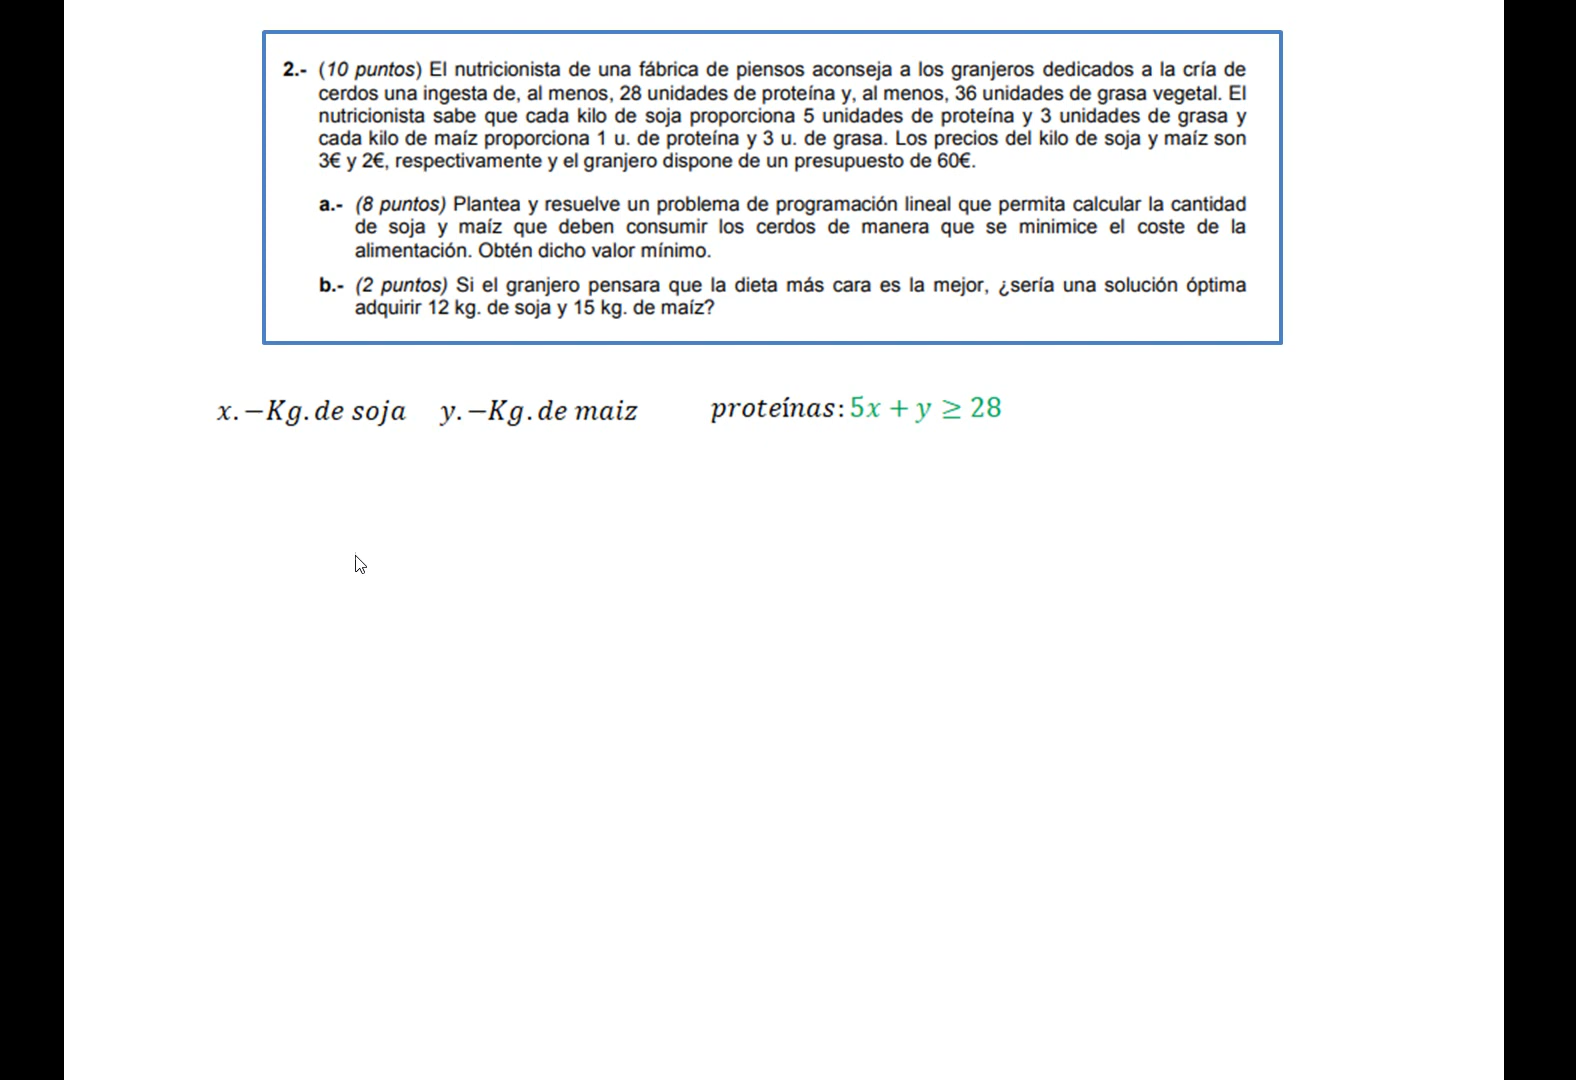 2.- (10 puntos) El nutricionista de una fábrica de piensos aconseja a los granjeros dedicados a la cría de
cerdos una ingesta de, al menos, 28 unidades de proteína y, al menos, 36 unidades de grasa vegetal. El
nutricionista sabe que cada kilo de soja proporciona 5 unidades de proteína y 3 unidades de grasa y
cada kilo de maíz proporciona 1 u. de proteína y 3 u. de grasa. Los precios del kilo de soja y maíz son
3€ y 2€, respectivamente y el granjero dispone de un presupuesto de 60€.
a.- (8 puntos) Plantea y resuelve un problema de programación lineal que permita calcular la cantidad
de soja y maíz que deben consumir los cerdos de manera que se minimice el coste de la
alimentación. Obtén dicho valor mínimo.
b.- (2 puntos) Si el granjero pensara que la dieta más cara es la mejor, ¿sería una solución óptima
adquirir 12 kg. de soja y 15 kg. de maíz?
x.−Kg.de soja y.−Kg.de maiz proteínas: 5x + y ≥ 28